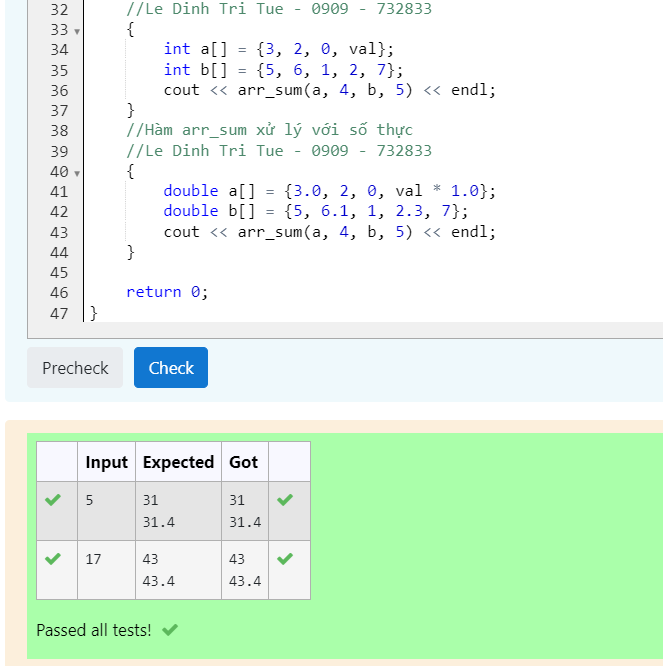 32 //Le Dinh Tri Tue - 0909 - 732833
33 {
34 int a[] = {3, 2, 0, val};
35 int b[] = {5, 6, 1, 2, 7};
36 cout << arr_sum(a, 4, b, 5) << endl;
37 }
38 //Hàm arr_sum xử lý với số thực
39 //Le Dinh Tri Tue - 0909 - 732833
40 {
41 double a[] = {3.0, 2, 0, val * 1.0};
42 double b[] = {5, 6.1, 1, 2.3, 7};
43 cout << arr_sum(a, 4, b, 5) << endl;
44 }
45
46 return 0;
47 }
Precheck Check
Input Expected Got
5 31 31
31.4 31.4
17 43 43
43.4 43.4
Passed all tests!